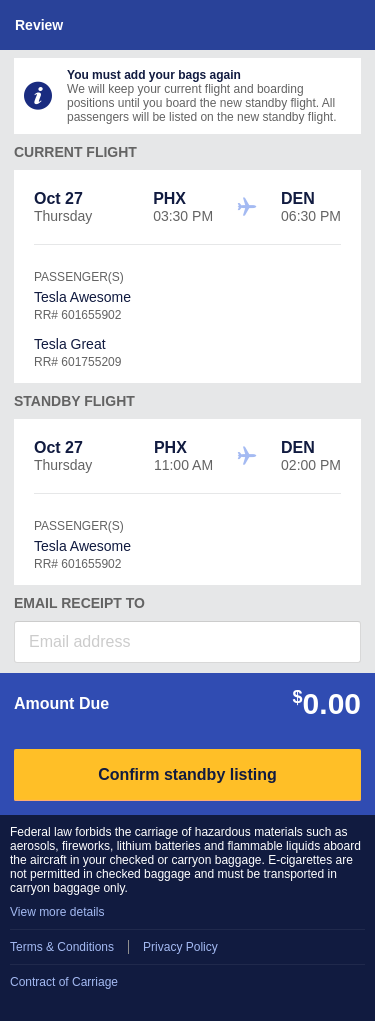 Review
You must add your bags again
We will keep your current flight and boarding
positions until you board the new standby flight. All
passengers will be listed on the new standby flight.
CURRENT FLIGHT
Oct 27 PHX DEN
Thursday 03:30 PM 06:30 PM
PASSENGER(S)
Tesla Awesome
RR# 601655902
Tesla Great
RR# 601755209
STANDBY FLIGHT
Oct 27 PHX DEN
Thursday 11:00 AM 02:00 PM
PASSENGER(S)
Tesla Awesome
RR# 601655902
EMAIL RECEIPT TO
Email address
Amount Due $0.00
Confirm standby listing
Federal law forbids the carriage of hazardous materials such as
aerosols, fireworks, lithium batteries and flammable liquids aboard
the aircraft in your checked or carryon baggage. E-cigarettes are
not permitted in checked baggage and must be transported in
carryon baggage only.
View more details
Terms & Conditions Privacy Policy
Contract of Carriage